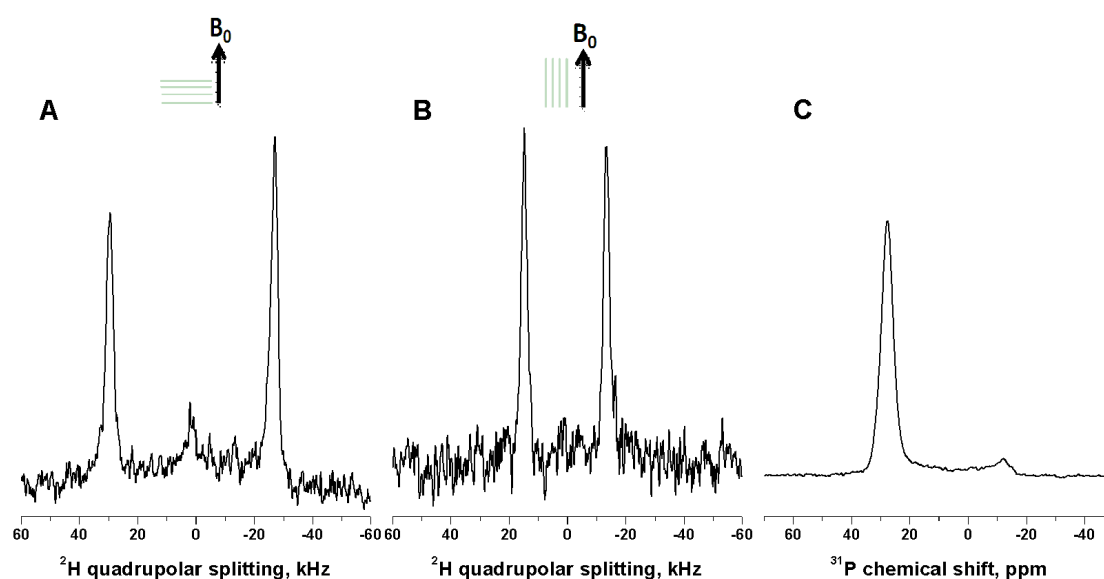 B0
B0
A
B
C
60 40 20 0 -20 -40 -60
60 40 20 0 -20 -40 -60
60 40 20 0 -20 -40
²H quadrupolar splitting, kHz
²H quadrupolar splitting, kHz
³¹P chemical shift, ppm